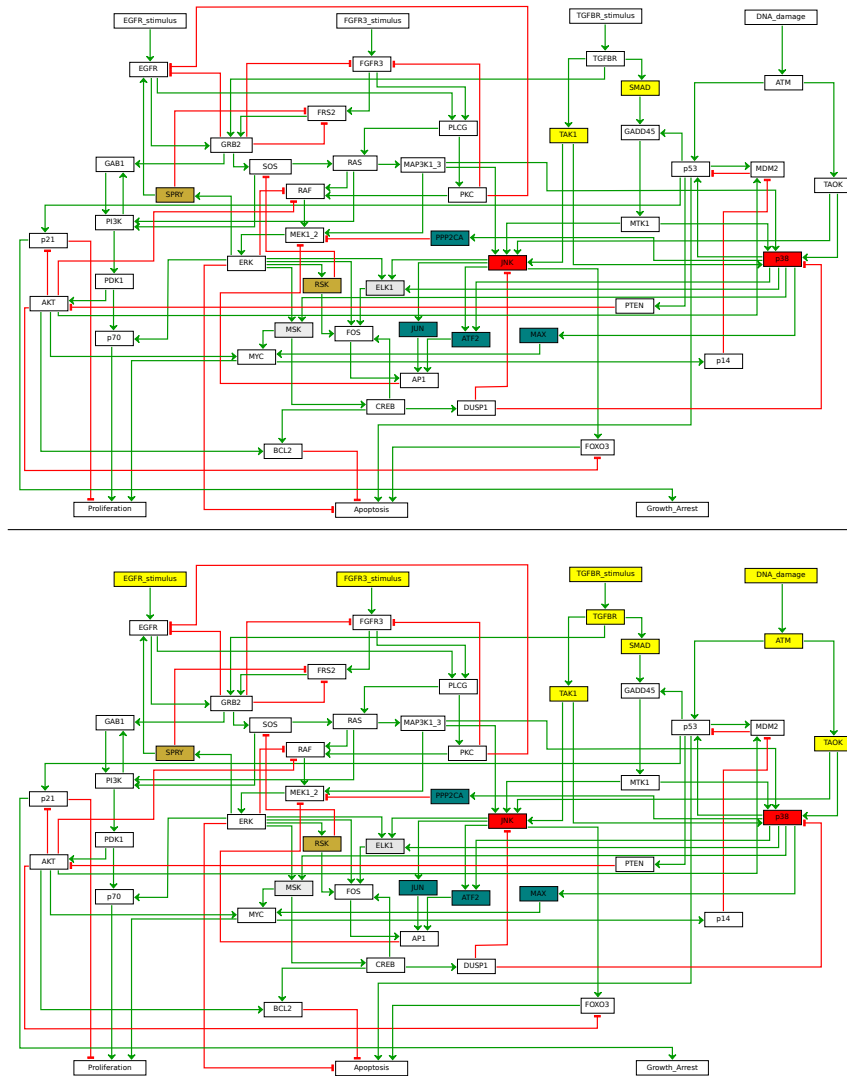 EGFR_stimulus FGFR3_stimulus TGFBR_stimulus DNA_damage
TGFBR
EGFR FGFR3
ATM
SMAD
FRS2
PLCG GADD45
TAK1
GRB2
GAB1 SOS RAS MAP3K1_3 p53 MDM2
TAOK
SPRY RAF PKC
PI3K MTK1
p21 MEK1_2 PPP2CA
ERK JNK p38
PDK1 RSK ELK1
AKT PTEN
p70 MSK FOS JUN ATF2 MAX
MYC p14
AP1
CREB DUSP1
BCL2 FOXO3
Proliferation Apoptosis Growth_Arrest
EGFR_stimulus FGFR3_stimulus TGFBR_stimulus DNA_damage
TGFBR
EGFR FGFR3
ATM
SMAD
FRS2
PLCG GADD45
TAK1
GRB2
GAB1 SOS RAS MAP3K1_3 p53 MDM2
TAOK
SPRY RAF PKC
PI3K MTK1
p21 MEK1_2 PPP2CA
ERK JNK p38
PDK1 RSK ELK1
AKT PTEN
p70 MSK FOS JUN ATF2 MAX
MYC p14
AP1
CREB DUSP1
BCL2 FOXO3
Proliferation Apoptosis Growth_Arrest